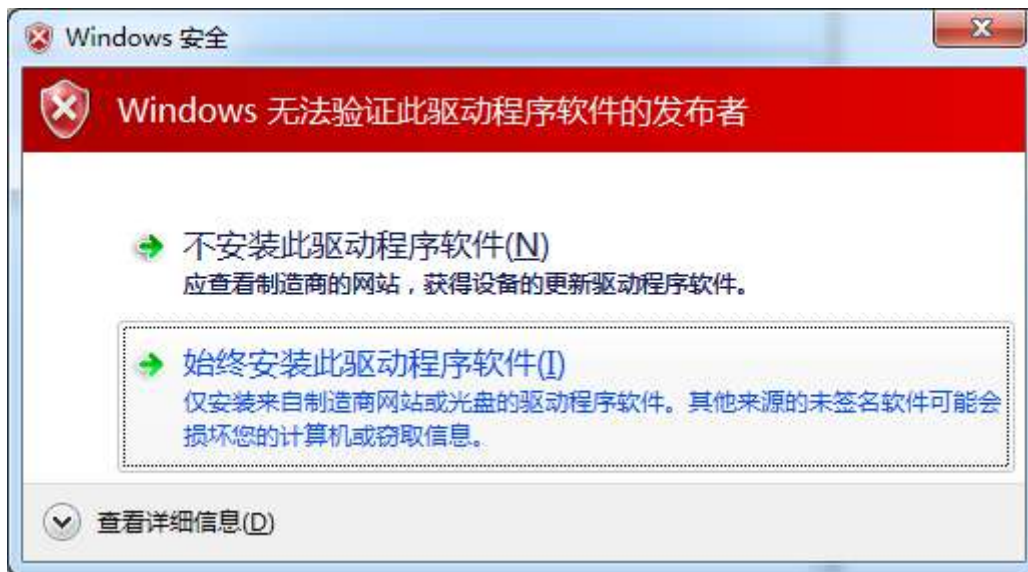 Windows 安全
Windows 无法验证此驱动程序软件的发布者
不安装此驱动程序软件(N)
应查看制造商的网站，获得设备的更新驱动程序软件。
始终安装此驱动程序软件(I)
仅安装来自制造商网站或光盘的驱动程序软件。其他来源的未签名软件可能会
损坏您的计算机或窃取信息。
查看详细信息(D)